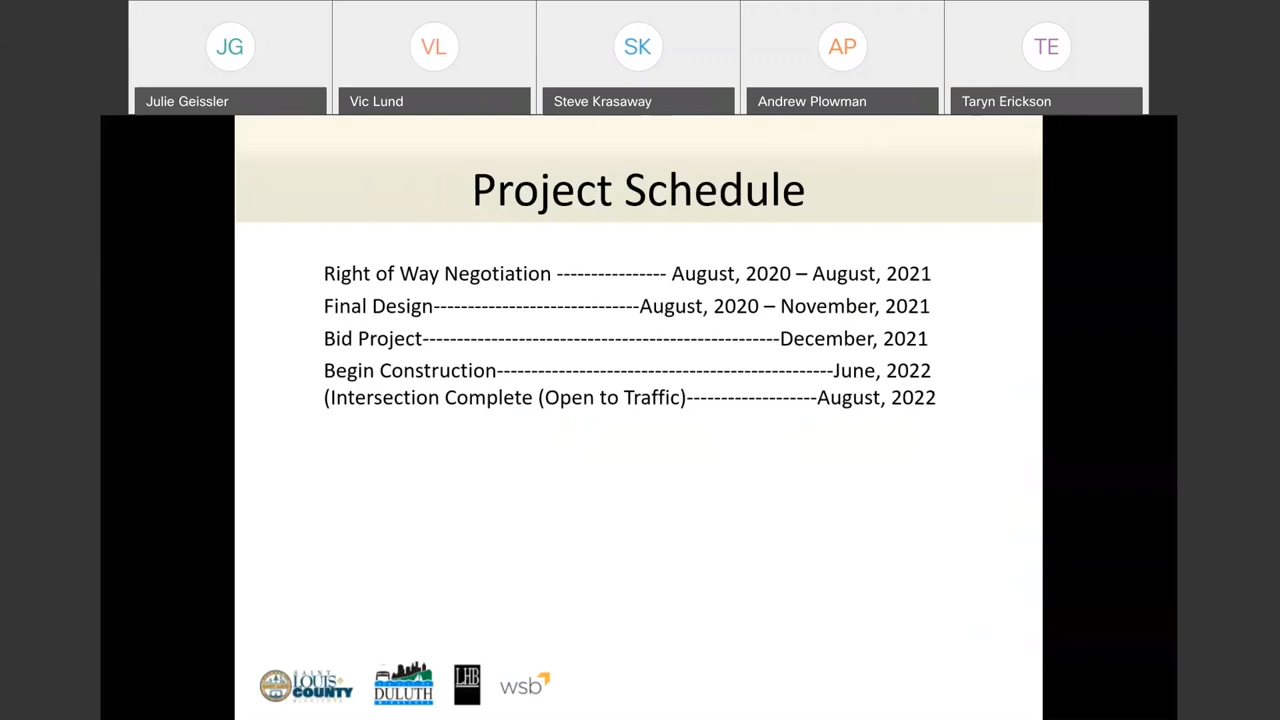 JG
VL
SK
AP
TE
Julie Geissler
Vic Lund
Steve Krasaway
Andrew Plowman
Taryn Erickson
Project Schedule
Right of Way Negotiation ---------------- August, 2020 – August, 2021
Final Design------------------------------August, 2020 – November, 2021
Bid Project----------------------------------------------------December, 2021
Begin Construction-------------------------------------------------June, 2022
(Intersection Complete (Open to Traffic)-------------------August, 2022
SAINT
LOUIS
COUNTY
DULUTH
LHB
wsb